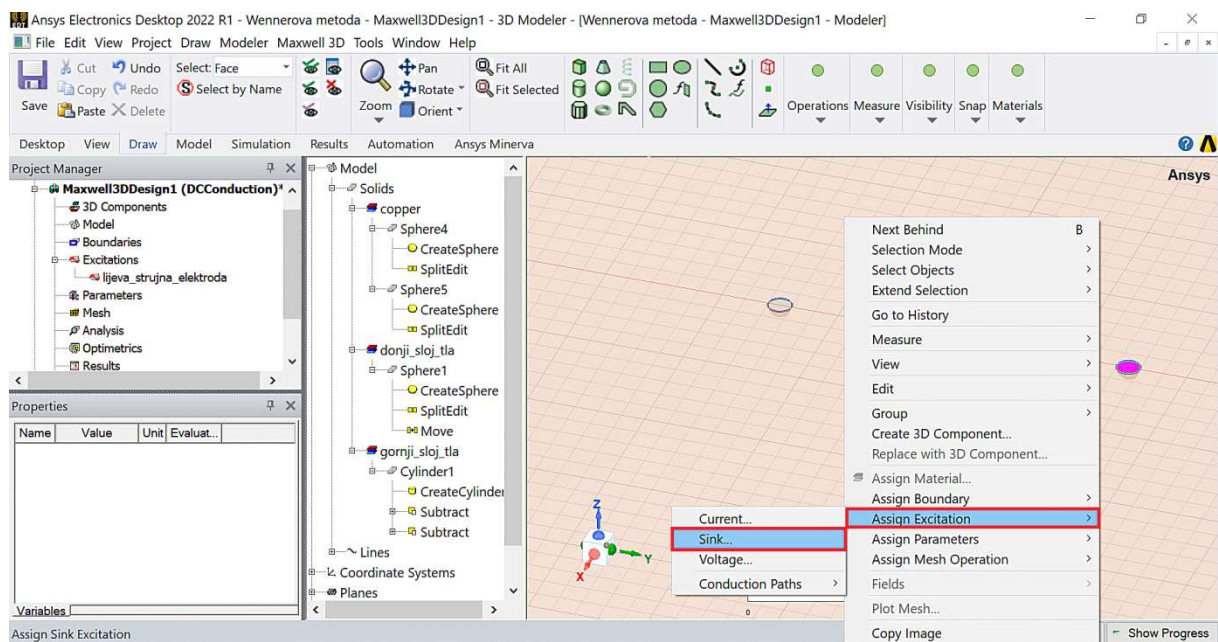 Ansys Electronics Desktop 2022 R1 - Wennerova metoda - Maxwell3DDesign1 - 3D Modeler - [Wennerova metoda - Maxwell3DDesign1 - Modeler]
File Edit View Project Draw Modeler Maxwell 3D Tools Window Help
Save
Cut
Copy
Paste
Undo
Redo
Delete
Select: Face
Select by Name
Zoom
Pan
Rotate
Orient
Fit All
Fit Selected
Operations Measure Visibility Snap Materials
Desktop View Draw Model Simulation Results Automation Ansys Minerva
Project Manager
Maxwell3DDesign1 (DCConduction)*
3D Components
Model
Boundaries
Excitations
lijeva_strujna_elektroda
Parameters
Mesh
Analysis
Optimetrics
Results
Properties
Name Value Unit Evaluat...
Variables
Model
Solids
copper
Sphere4
CreateSphere
SplitEdit
Sphere5
CreateSphere
SplitEdit
donji_sloj_tla
Sphere1
CreateSphere
SplitEdit
Move
gornji_sloj_tla
Cylinder1
CreateCylinder
Subtract
Subtract
Lines
Coordinate Systems
Planes
Ansys
Z
Y
X
0
Next Behind B
Selection Mode
Select Objects
Extend Selection
Go to History
Measure
View
Edit
Group
Create 3D Component...
Replace with 3D Component...
Assign Material...
Assign Boundary
Assign Excitation
Assign Parameters
Assign Mesh Operation
Fields
Plot Mesh...
Copy Image
Current...
Sink...
Voltage...
Conduction Paths
Assign Sink Excitation
Show Progress